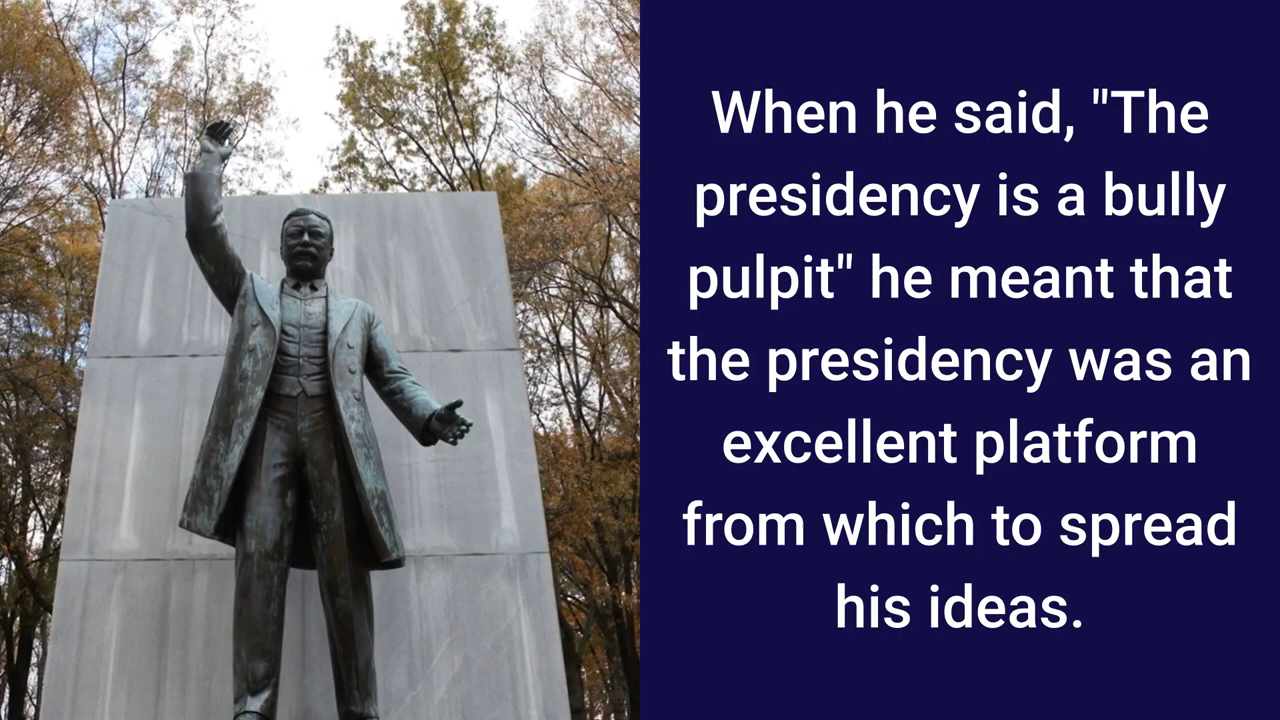 When he said, "The
presidency is a bully
pulpit" he meant that
the presidency was an
excellent platform
from which to spread
his ideas.